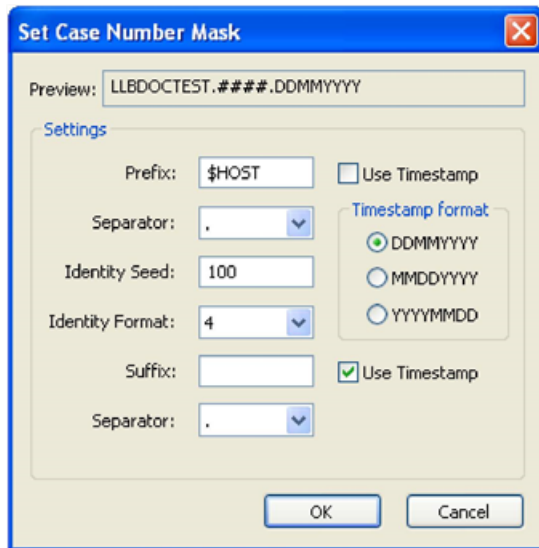 Set Case Number Mask
Preview: LLBDOCTEST.####.DDMMYYYY
Settings
Prefix: $HOST Use Timestamp
Separator: . Timestamp format
DDMMYYYY
Identity Seed: 100 MMDDYYYY
Identity Format: 4 YYYYMMDD
Suffix: Use Timestamp
Separator: .
OK Cancel